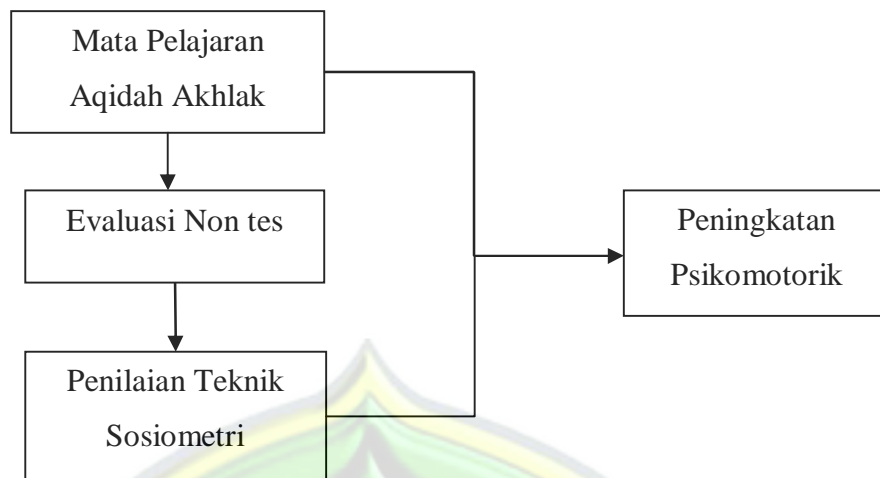 Mata Pelajaran
Aqidah Akhlak
Evaluasi Non tes
Penilaian Teknik
Sosiometri
Peningkatan
Psikomotorik